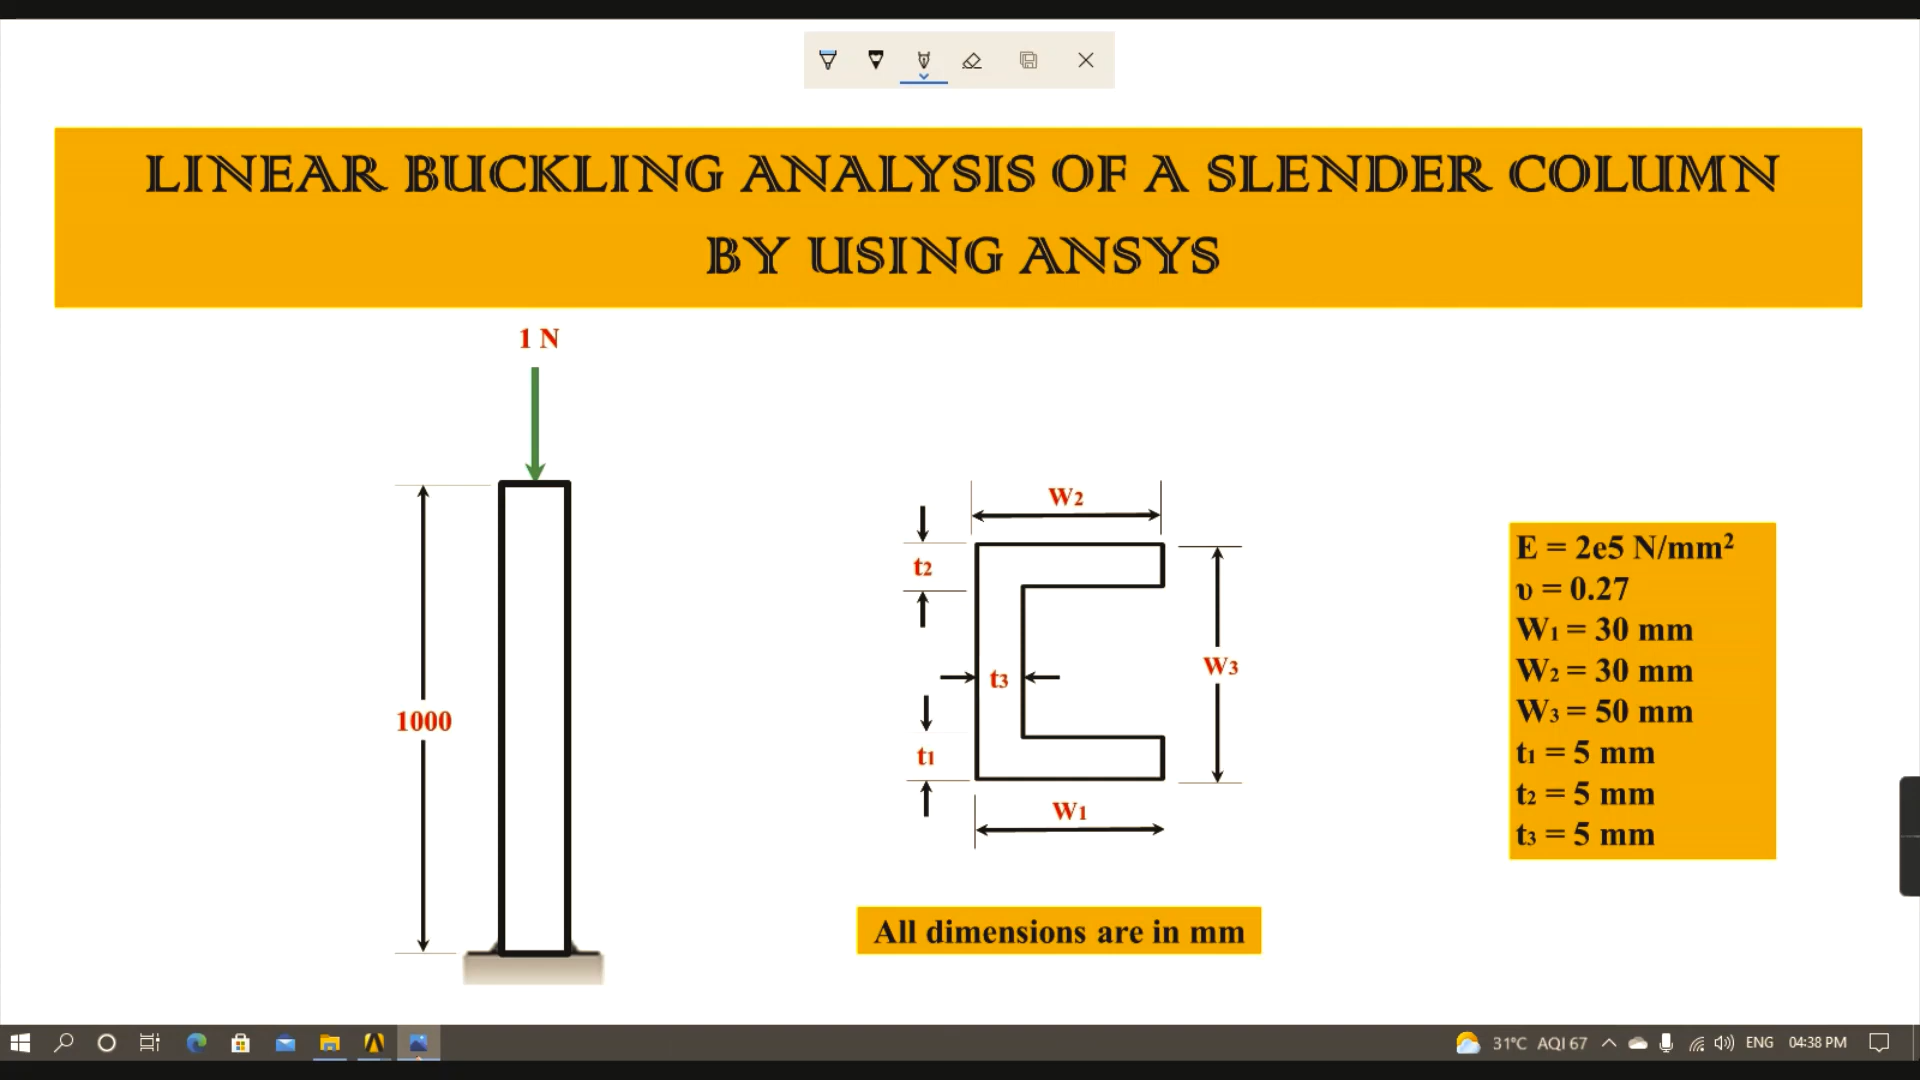 LINEAR BUCKLING ANALYSIS OF A SLENDER COLUMN
BY USING ANSYS
1 N
1000
W2
t2
t3
W3
t1
W1
All dimensions are in mm
E = 2e5 N/mm²
υ = 0.27
W1 = 30 mm
W2 = 30 mm
W3 = 50 mm
t1 = 5 mm
t2 = 5 mm
t3 = 5 mm
31°C AQI 67
ENG
04:38 PM